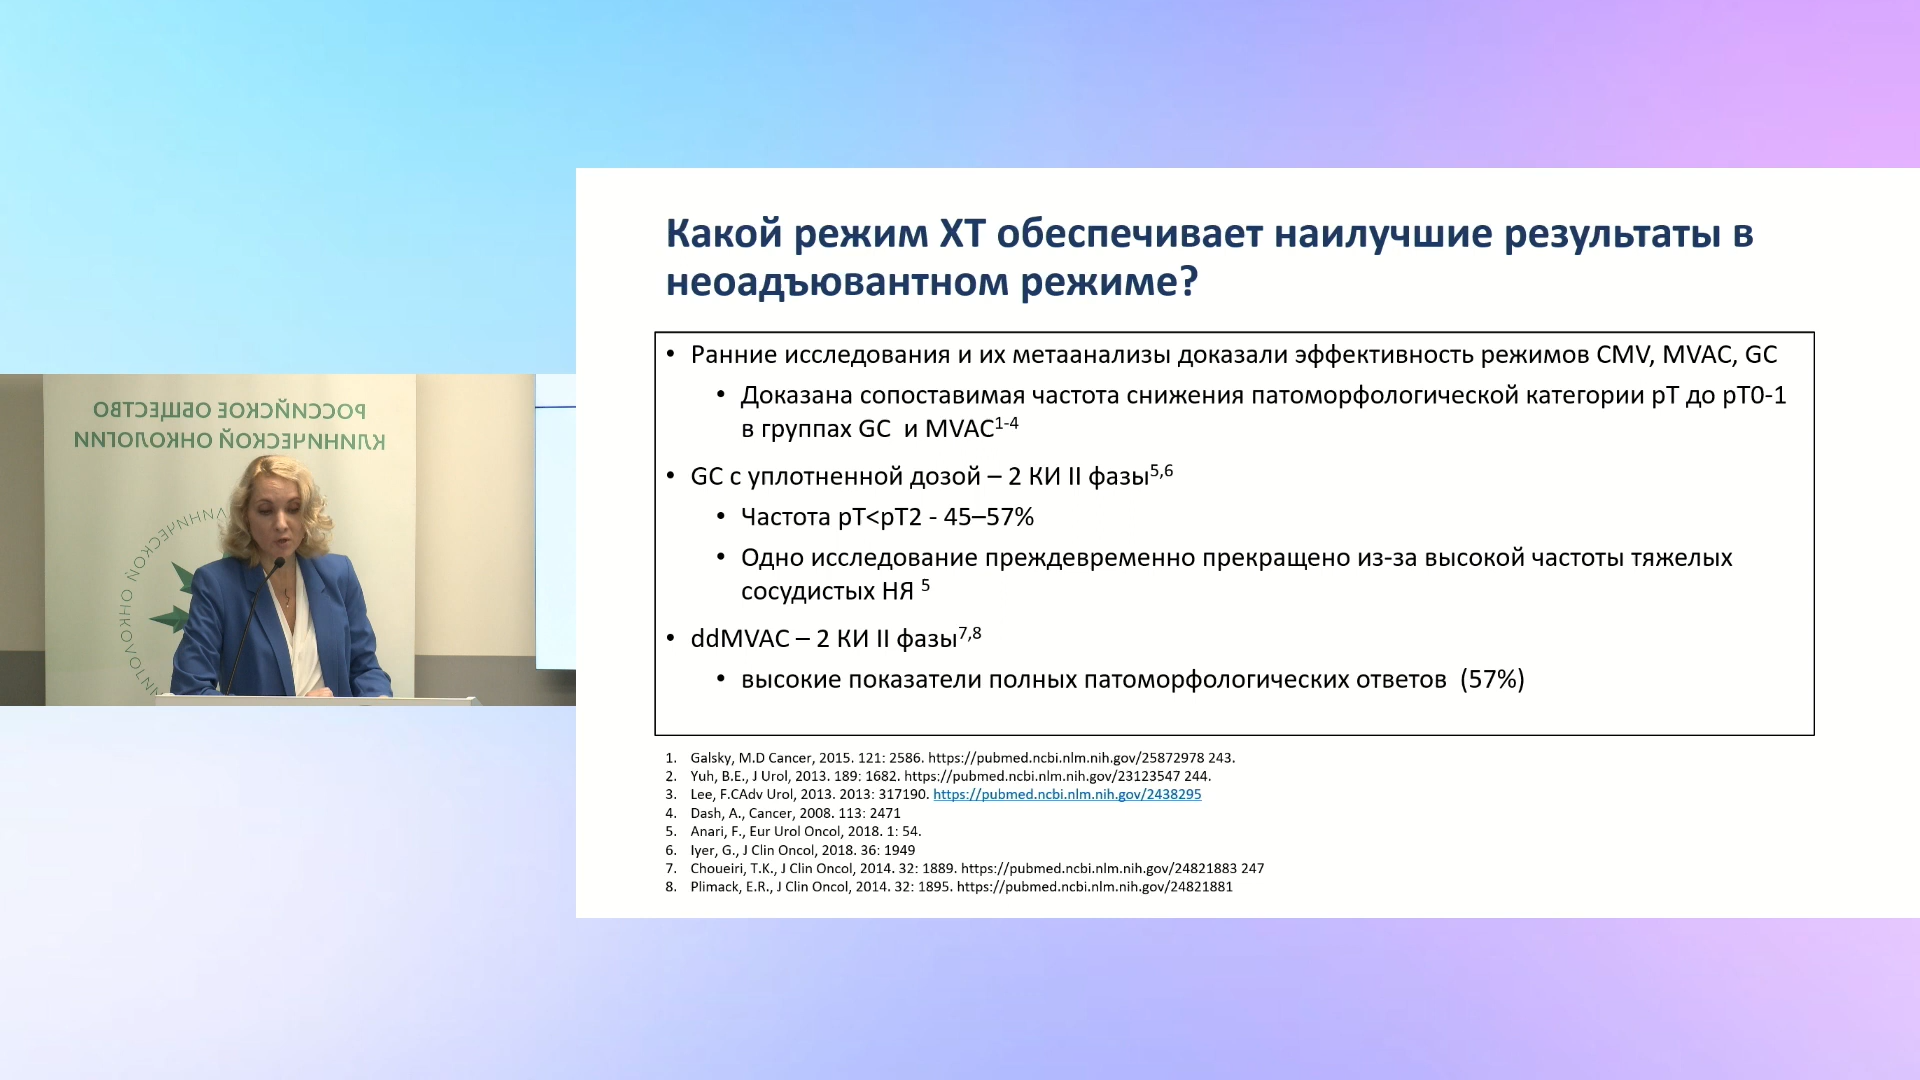 Какой режим ХТ обеспечивает наилучшие результаты в
неоадъювантном режиме?
• Ранние исследования и их метаанализы доказали эффективность режимов CMV, MVAC, GC
• Доказана сопоставимая частота снижения патоморфологической категории рТ до рТ0-1
в группах GC и MVAC1-4
• GC с уплотненной дозой – 2 КИ II фазы5,6
• Частота рТ<рТ2 - 45–57%
• Одно исследование преждевременно прекращено из-за высокой частоты тяжелых
сосудистых НЯ 5
• ddMVAC – 2 КИ II фазы7,8
• высокие показатели полных патоморфологических ответов (57%)
1. Galsky, M.D Cancer, 2015. 121: 2586. https://pubmed.ncbi.nlm.nih.gov/25872978 243.
2. Yuh, B.E., J Urol, 2013. 189: 1682. https://pubmed.ncbi.nlm.nih.gov/23123547 244.
3. Lee, F.CAdv Urol, 2013. 2013: 317190. https://pubmed.ncbi.nlm.nih.gov/2438295
4. Dash, A., Cancer, 2008. 113: 2471
5. Anari, F., Eur Urol Oncol, 2018. 1: 54.
6. Iyer, G., J Clin Oncol, 2018. 36: 1949
7. Choueiri, T.K., J Clin Oncol, 2014. 32: 1889. https://pubmed.ncbi.nlm.nih.gov/24821883 247
8. Plimack, E.R., J Clin Oncol, 2014. 32: 1895. https://pubmed.ncbi.nlm.nih.gov/24821881
РОССИЙСКОЕ ОБЩЕСТВО
КЛИНИЧЕСКОЙ ОНКОЛОГИИ